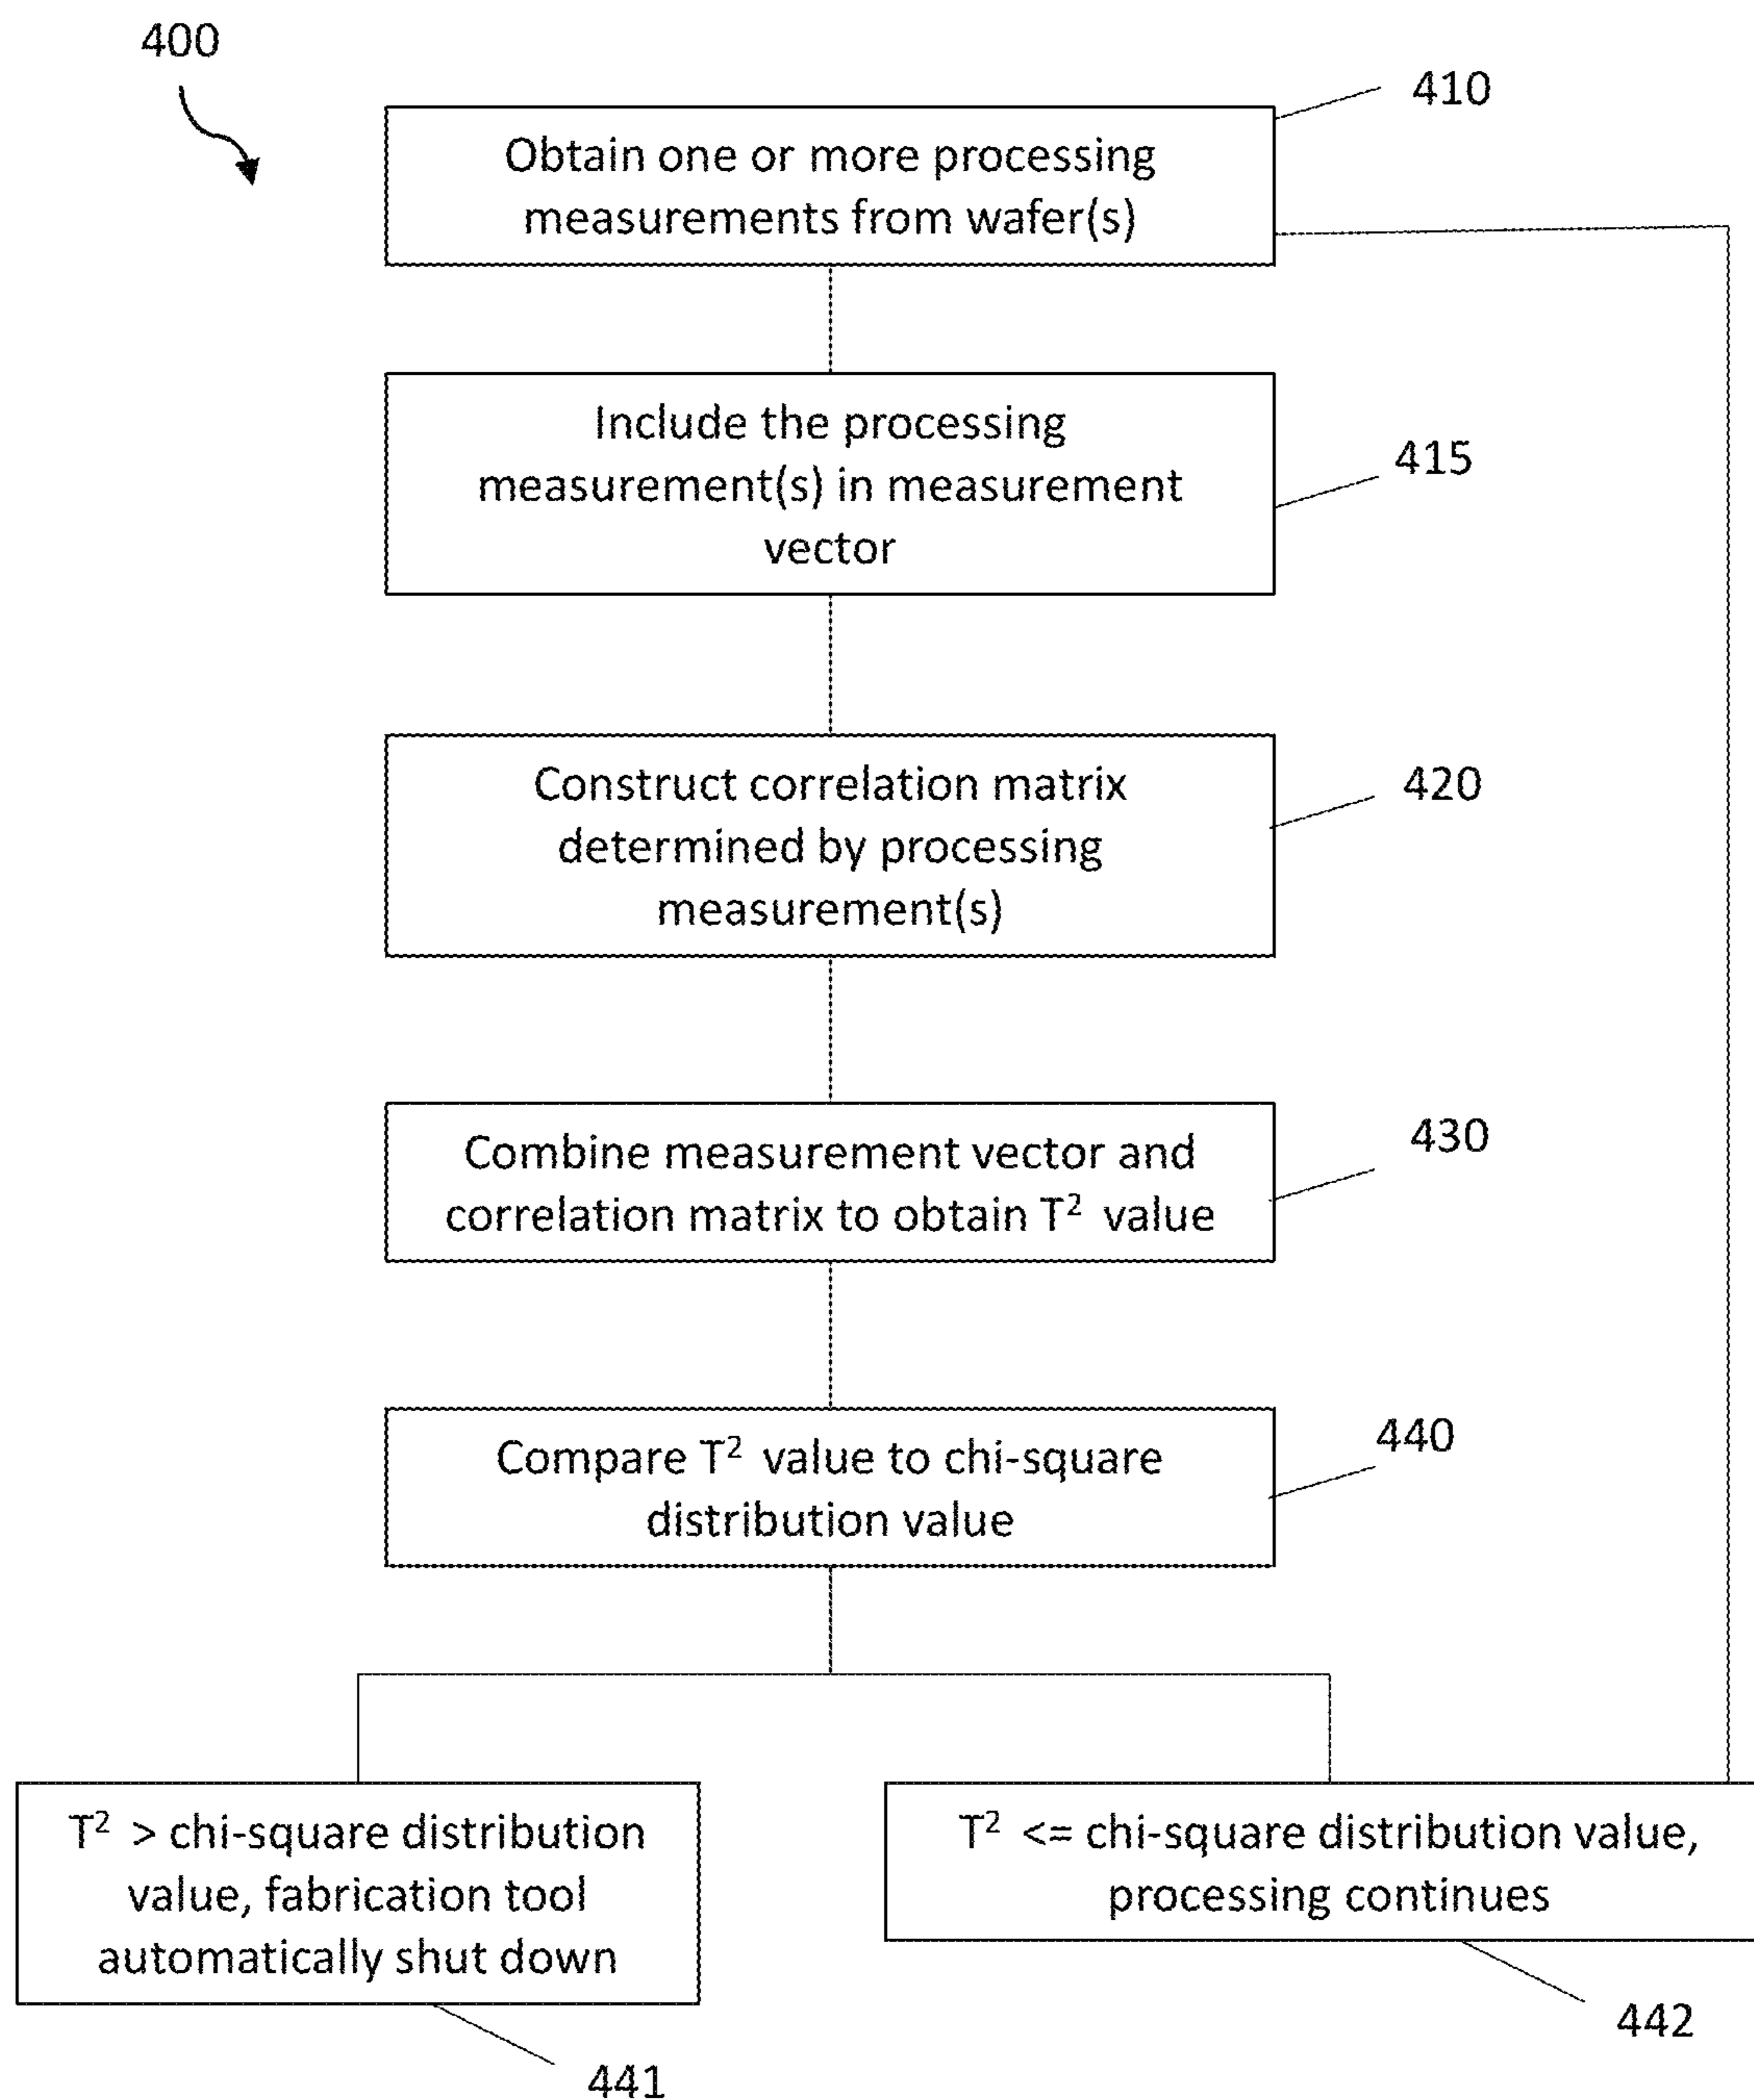 400
410
Obtain one or more processing
measurements from wafer(s)
Include the processing
measurement(s) in measurement
vector
415
Construct correlation matrix
determined by processing
measurement(s)
420
Combine measurement vector and
correlation matrix to obtain T² value
430
Compare T² value to chi-square
distribution value
440
T² > chi-square distribution
value, fabrication tool
automatically shut down
441
T² <= chi-square distribution value,
processing continues
442